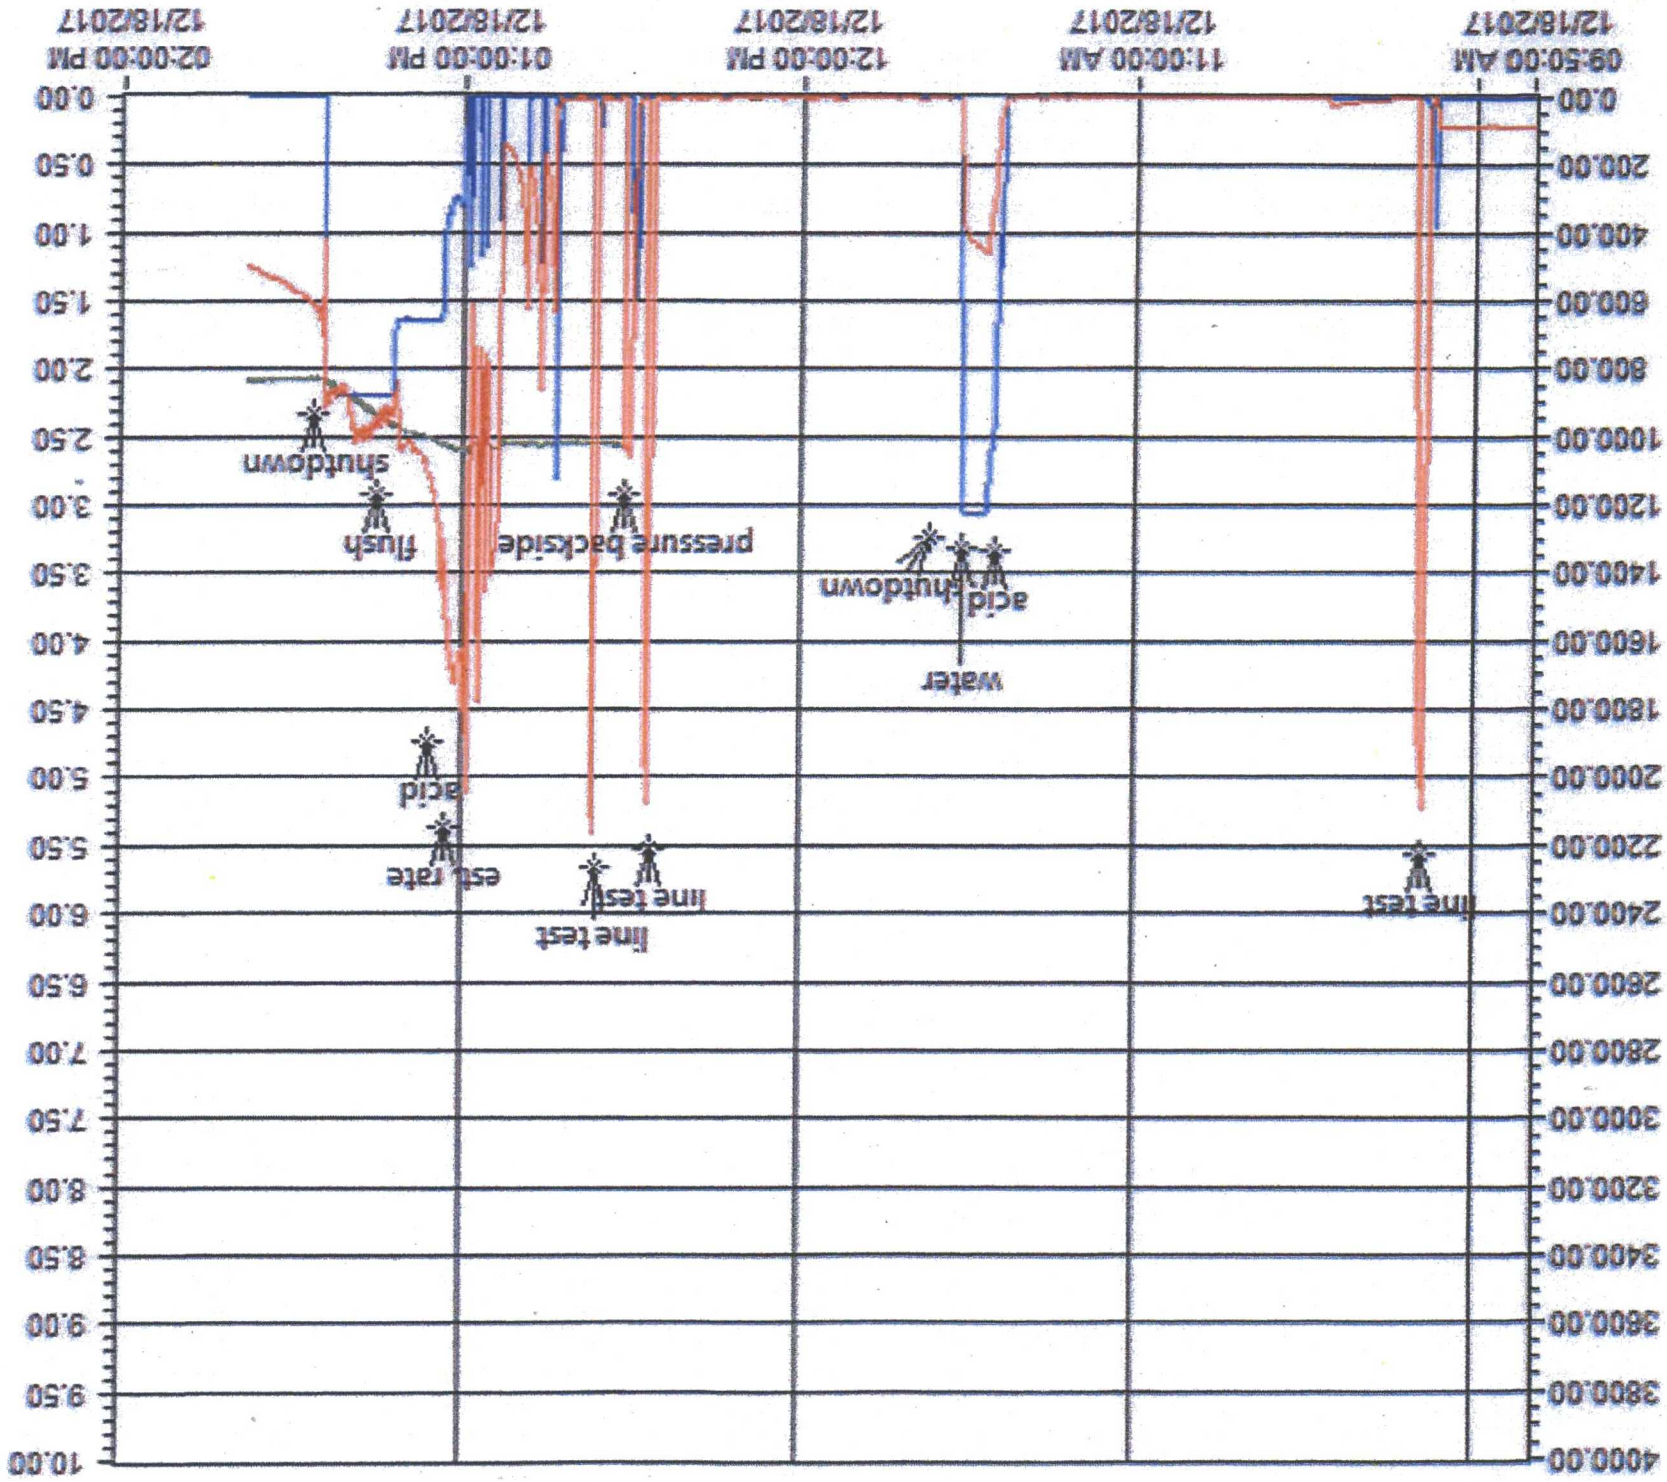 4000.00 10.00
3800.00 9.50
3600.00 9.00
3400.00 8.50
3200.00 8.00
3000.00 7.50
2800.00 7.00
2600.00 6.50
line test
2400.00 6.00
line test line test
est rate
2200.00 5.50
acid
2000.00 5.00
1800.00 4.50
water
1600.00 4.00
acid shutdown
1400.00 3.50
pressure backside flush
1200.00 3.00
shutdown
1000.00 2.50
800.00 2.00
600.00 1.50
400.00 1.00
200.00 0.50
0.00 0.00
09:50:00 AM 11:00:00 AM 12:00:00 PM 01:00:00 PM 02:00:00 PM
12/18/2017 12/18/2017 12/18/2017 12/18/2017 12/18/2017